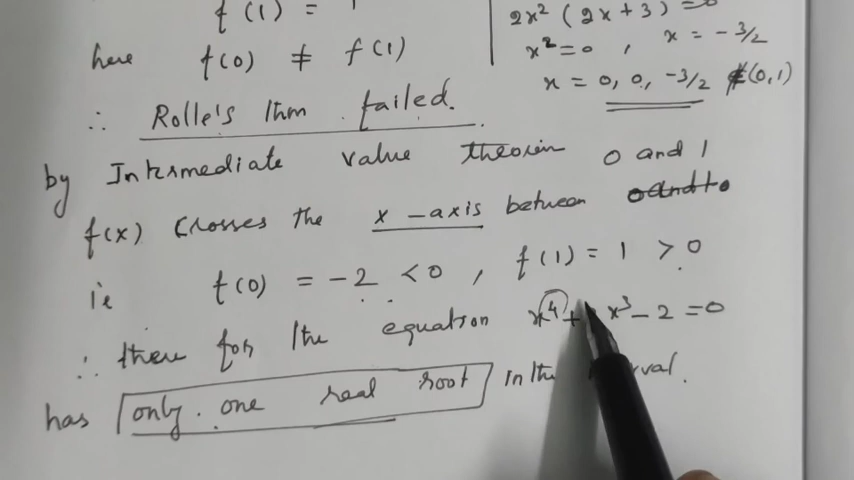 f(1) = 1
here f(0) ≠ f(1)
∴ Rolle's thm failed.
2x² (2x+3) =0
x²=0 , x = -3/2
x = 0, 0, -3/2 ∉(0,1)
by Intermediate value theorem 0 and 1
f(x) Crosses the x-axis between
ie f(0) = -2 < 0 , f(1) = 1 > 0
∴ there for the equation x⁴ + x³ - 2 = 0
has only one real root in the